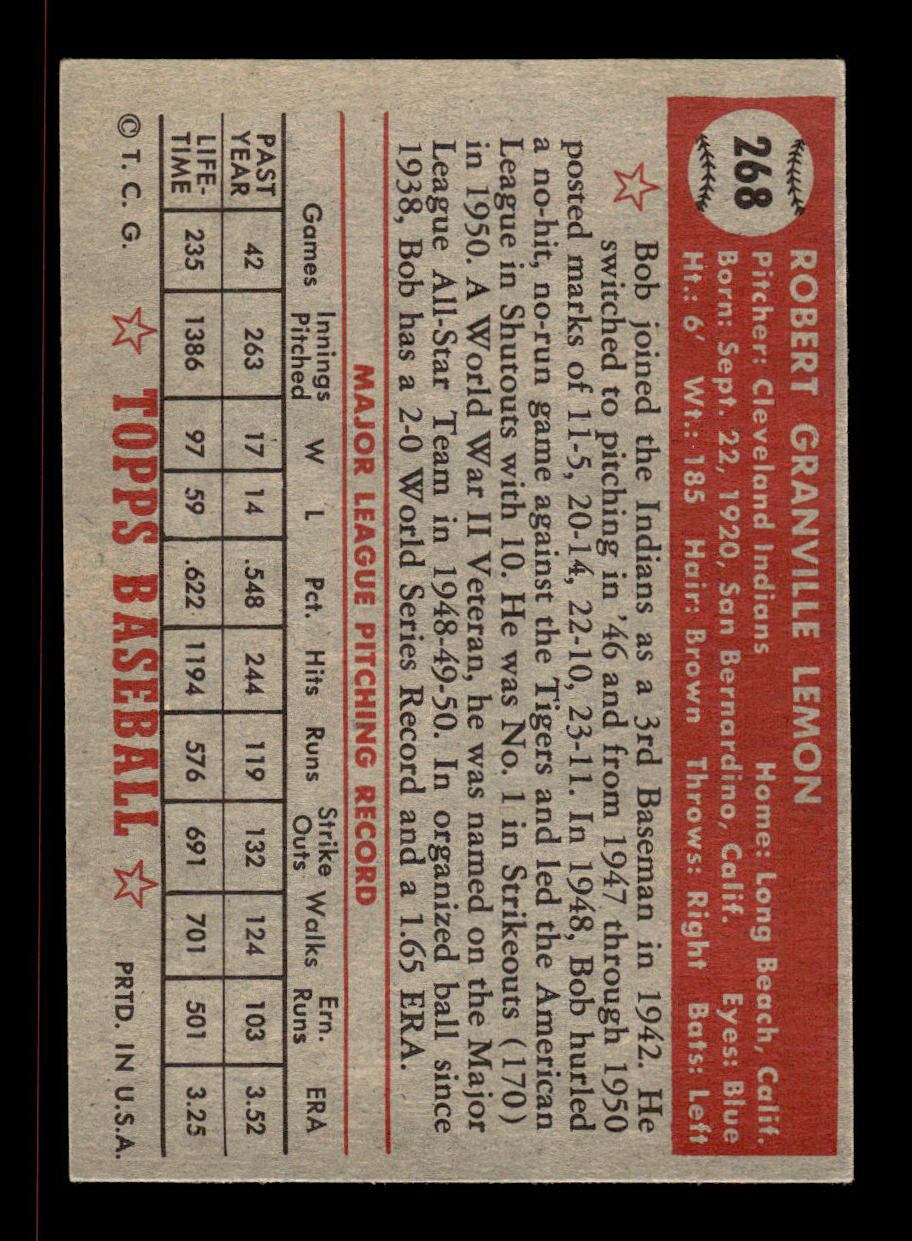 268
ROBERT GRANVILLE LEMON
Pitcher: Cleveland Indians Home: Long Beach, Calif.
Born: Sept. 22, 1920, San Bernardino, Calif. Eyes: Blue
Ht.: 6' Wt.: 185 Hair: Brown Throws: Right Bats: Left
Bob joined the Indians as a 3rd Baseman in 1942. He
switched to pitching in '46 and from 1947 through 1950
posted marks of 11-5, 20-14, 22-10, 23-11. In 1948, Bob hurled
a no-hit, no-run game against the Tigers and led the American
League in Shutouts with 10. He was No. 1 in Strikeouts (170)
in 1950. A World War II Veteran, he was named on the Major
League All-Star Team in 1948-49-50. In organized ball since
1938, Bob has a 2-0 World Series Record and a 1.65 ERA.
MAJOR LEAGUE PITCHING RECORD
Games Innings Pitched W L Pct. Hits Runs Strike Outs Walks Ern. Runs ERA
PAST YEAR 42 263 17 14 .548 244 119 132 124 103 3.52
LIFE-TIME 235 1386 97 59 .622 1194 576 691 701 501 3.25
© T. C. G. ☆ TOPPS BASEBALL ☆ PRTD. IN U.S.A.